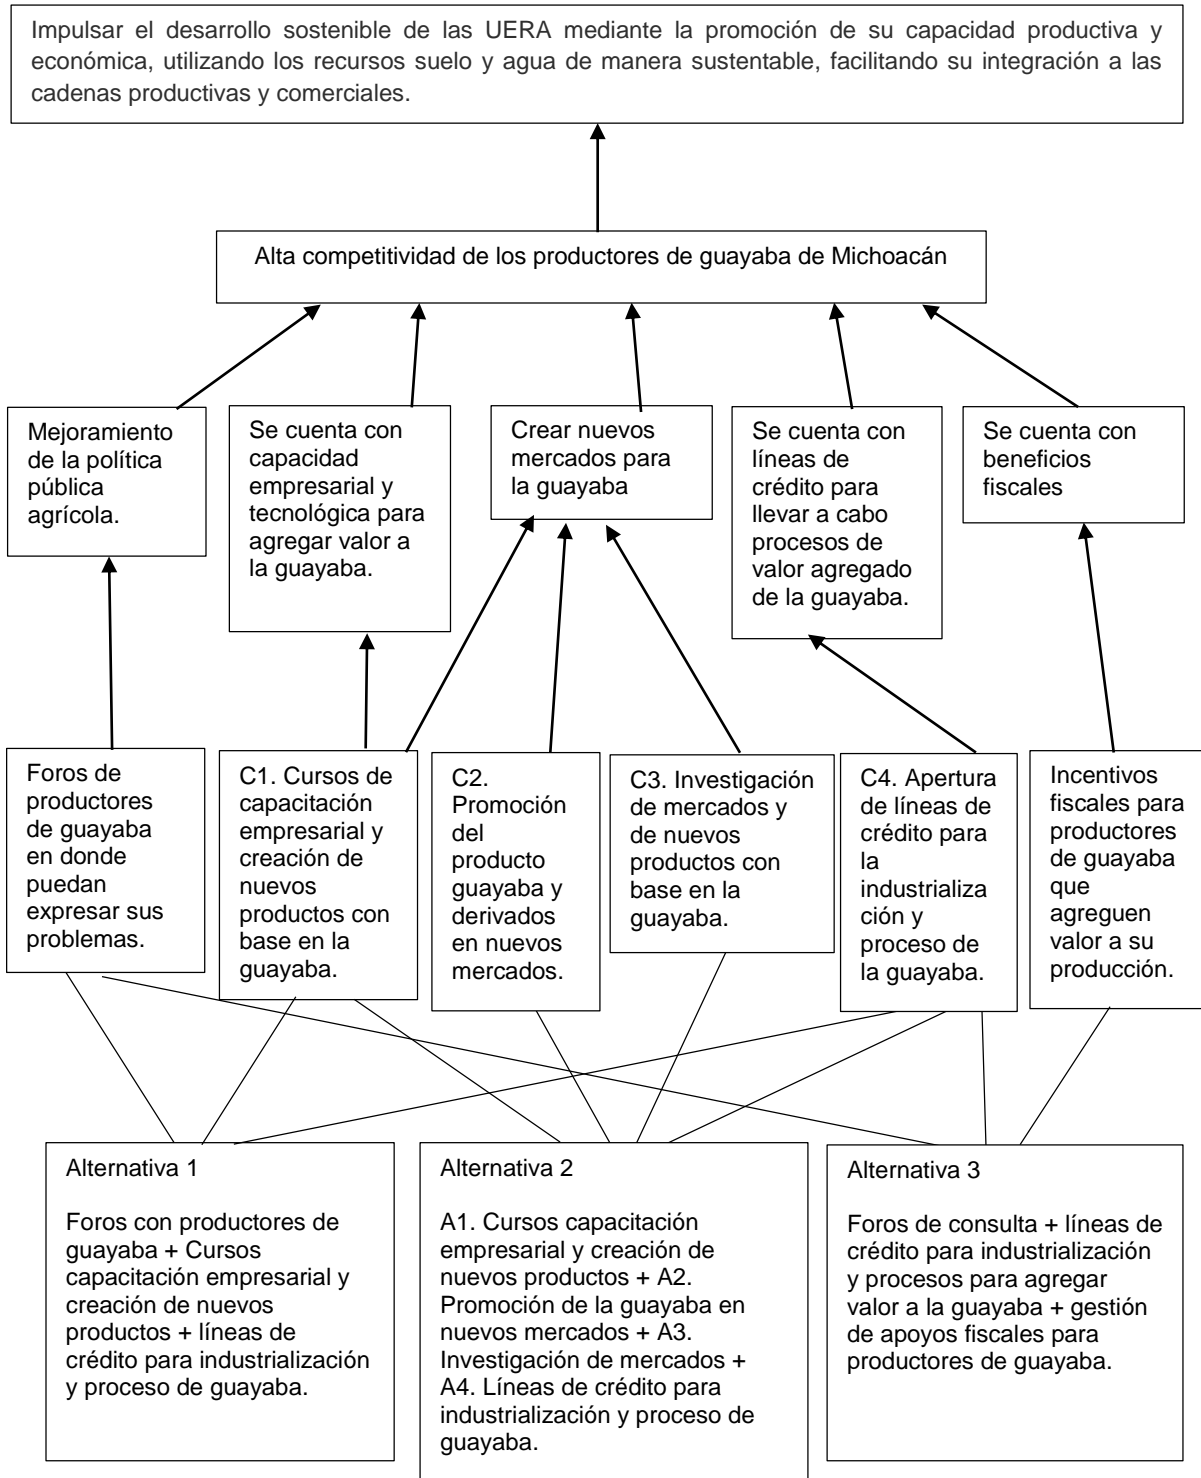 Impulsar el desarrollo sostenible de las UERA mediante la promoción de su capacidad productiva y
económica, utilizando los recursos suelo y agua de manera sustentable, facilitando su integración a las
cadenas productivas y comerciales.
Alta competitividad de los productores de guayaba de Michoacán
Mejoramiento
de la política
pública
agrícola.
Se cuenta con
capacidad
empresarial y
tecnológica para
agregar valor a
la guayaba.
Crear nuevos
mercados para
la guayaba
Se cuenta con
líneas de
crédito para
llevar a cabo
procesos de
valor agregado
de la guayaba.
Se cuenta con
beneficios
fiscales
Foros de
productores
de guayaba
en donde
puedan
expresar sus
problemas.
C1. Cursos de
capacitación
empresarial y
creación de
nuevos
productos con
base en la
guayaba.
C2.
Promoción
del
producto
guayaba y
derivados
en nuevos
mercados.
C3. Investigación
de mercados y
de nuevos
productos con
base en la
guayaba.
C4. Apertura
de líneas de
crédito para
la
industrializa
ción y
proceso de
la guayaba.
Incentivos
fiscales para
productores
de guayaba
que
agreguen
valor a su
producción.
Alternativa 1
Foros con productores de
guayaba + Cursos
capacitación empresarial y
creación de nuevos
productos + líneas de
crédito para industrialización
y proceso de guayaba.
Alternativa 2
A1. Cursos capacitación
empresarial y creación de
nuevos productos + A2.
Promoción de la guayaba en
nuevos mercados + A3.
Investigación de mercados +
A4. Líneas de crédito para
industrialización y proceso de
guayaba.
Alternativa 3
Foros de consulta + líneas de
crédito para industrialización
y procesos para agregar
valor a la guayaba + gestión
de apoyos fiscales para
productores de guayaba.